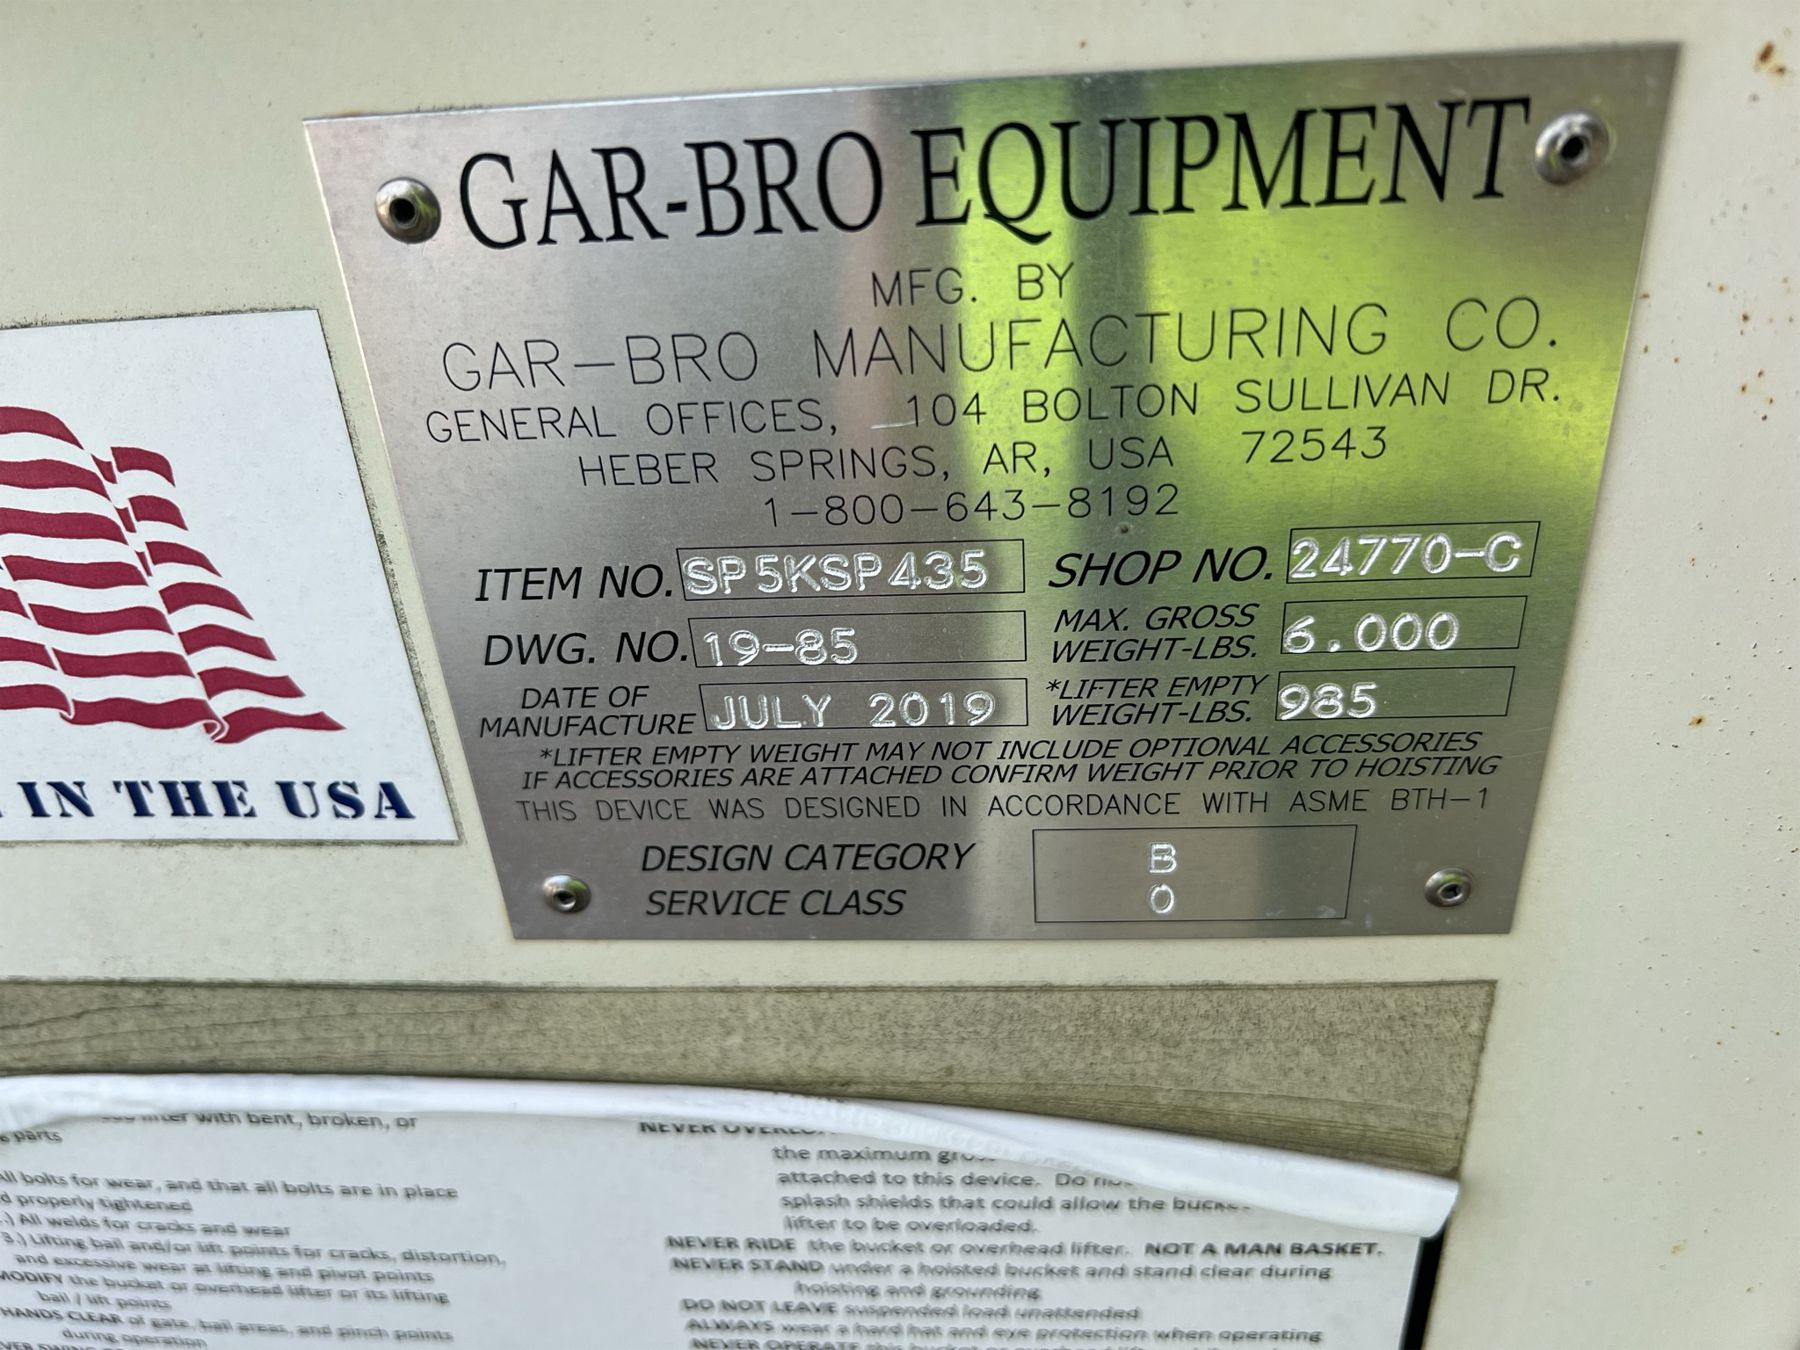 GAR-BRO EQUIPMENT
MFG. BY
GAR-BRO MANUFACTURING CO.
GENERAL OFFICES, 104 BOLTON SULLIVAN DR.
HEBER SPRINGS, AR, USA 72543
1-800-643-8192
ITEM NO. SP5KSP435 SHOP NO. 24770-C
DWG. NO. 19-85 MAX. GROSS WEIGHT-LBS. 6.000
DATE OF MANUFACTURE JULY 2019 *LIFTER EMPTY WEIGHT-LBS. 985
*LIFTER EMPTY WEIGHT MAY NOT INCLUDE OPTIONAL ACCESSORIES
IF ACCESSORIES ARE ATTACHED CONFIRM WEIGHT PRIOR TO HOISTING
THIS DEVICE WAS DESIGNED IN ACCORDANCE WITH ASME BTH-1
DESIGN CATEGORY B
SERVICE CLASS 0
IN THE USA
with bent, broken, or
parts
bolts for wear, and that all bolts are in place
properly tightened
All welds for cracks and wear
3.) Lifting bail and/or lift points for cracks, distortion,
and excessive wear at lifting and pivot points
MODIFY the bucket or overhead lifter or its lifting
bail / lift points
HANDS CLEAR of gate, bail areas, and pinch points
during operation
NEVER
the maximum
attached to this device. Do
splash shields that could allow the
lifter to be overloaded.
NEVER RIDE the bucket or overhead lifter. NOT A MAN BASKET.
NEVER STAND under a hoisted bucket and stand clear during
hoisting and grounding
DO NOT LEAVE suspended load unattended
ALWAYS wear a hard hat and eye protection when operating
NEVER OPERATE this bucket or overhead